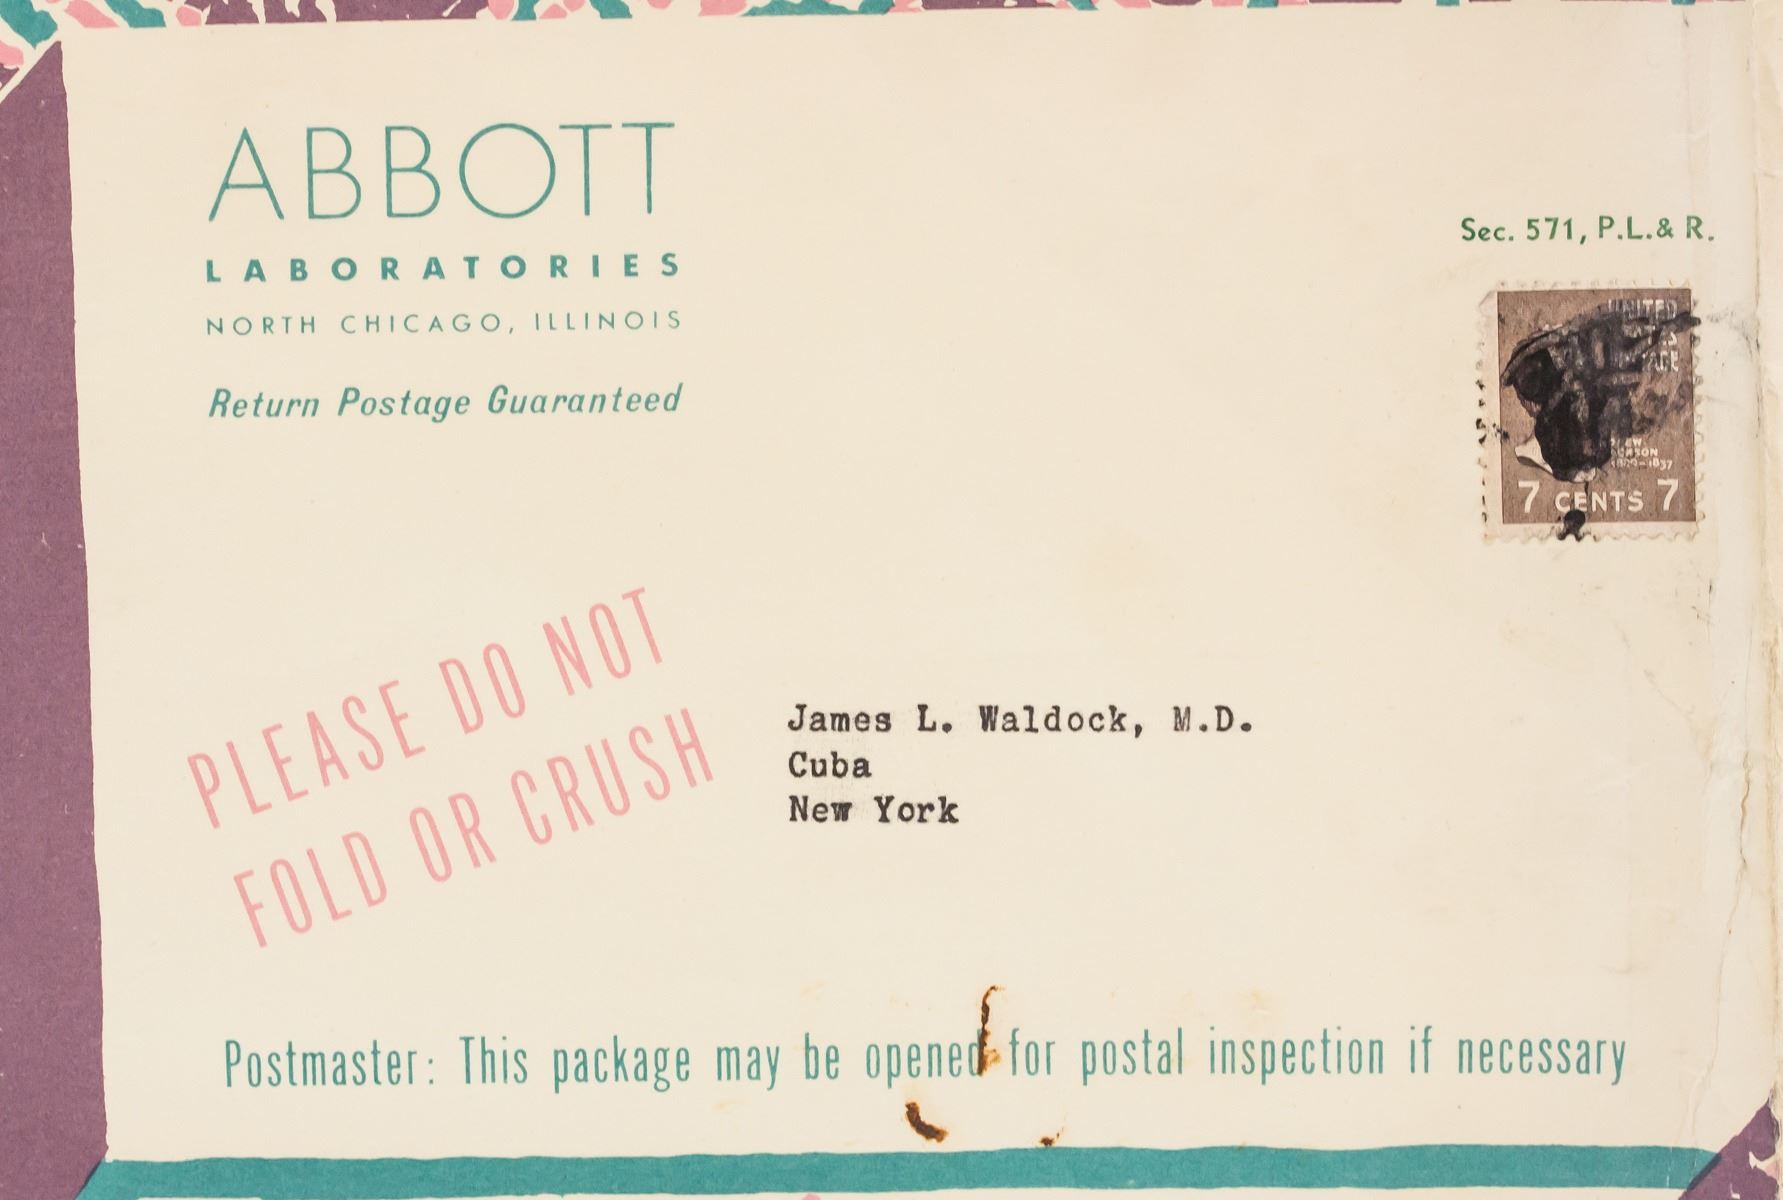 ABBOTT
LABORATORIES
NORTH CHICAGO, ILLINOIS
Return Postage Guaranteed
Sec. 571, P.L.& R.
UNITED
7 CENTS 7
PLEASE DO NOT
FOLD OR CRUSH
James L. Waldock, M.D.
Cuba
New York
Postmaster: This package may be opened for postal inspection if necessary